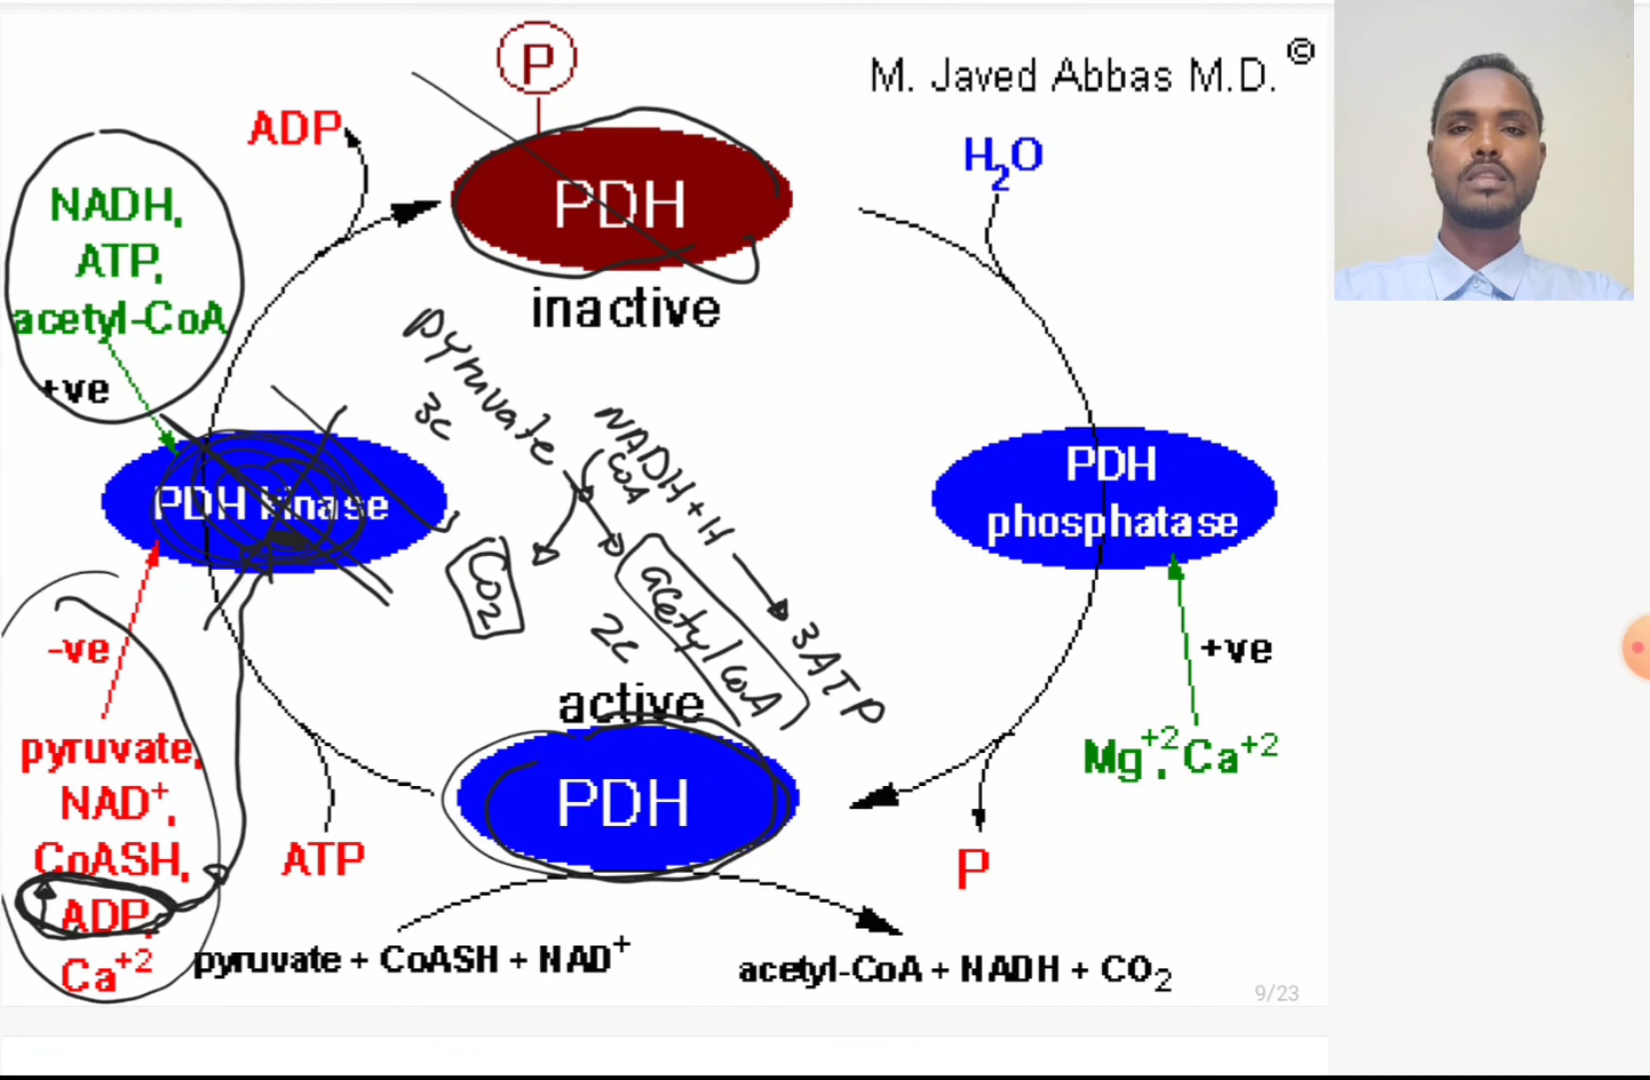 P
M. Javed Abbas M.D. ©
ADP
H₂O
NADH,
ATP,
acetyl-CoA
+ve
PDH
inactive
pyruvate
3C
NADH+H
CoA
3ATP
CO2
acetyl CoA
2C
PDH kinase
PDH
phosphatase
-ve
+ve
pyruvate,
NAD⁺,
CoASH,
ADP,
Ca⁺²
ATP
active
PDH
Mg⁺², Ca⁺²
P
pyruvate + CoASH + NAD⁺
acetyl-CoA + NADH + CO₂
9/23